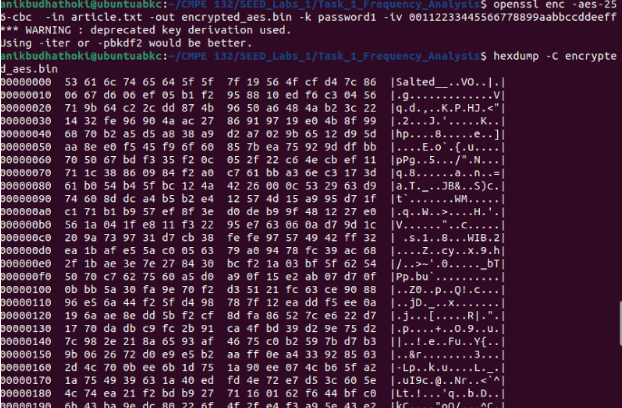 anikbudhathoki@ubuntuabkc:~/CMPE 132/SEED_Labs_1/Task_1_Frequency_Analysis$ openssl enc -aes-25
6-cbc  -in article.txt -out encrypted_aes.bin -k password1 -iv 00112233445566778899aabbccddeeff
*** WARNING : deprecated key derivation used.
Using -iter or -pbkdf2 would be better.
anikbudhathoki@ubuntuabkc:~/CMPE 132/SEED_Labs_1/Task_1_Frequency_Analysis$ hexdump -C encrypte
d_aes.bin
00000000  53 61 6c 74 65 64 5f 5f  7f 19 56 4f cf d4 7c 86  |Salted__..VO..|.|
00000010  06 67 d6 06 ef 05 b1 f2  95 88 10 ed f6 c3 04 56  |.g.............V|
00000020  71 9b 64 c2 2c dd 87 4b  96 50 a6 48 4a b2 3c 22  |q.d.,..K.P.HJ.<"|
00000030  14 32 fe 96 90 4a ac 27  86 91 97 19 e0 4b 8f 99  |.2...J.'.....K..|
00000040  68 70 b2 a5 d5 a8 38 a9  d2 a7 02 9b 65 12 d9 5d  |hp....8.....e..]|
00000050  aa 8e e0 f5 45 f9 6f 60  85 7b ea 75 92 9d df bb  |....E.o`.{.u....|
00000060  70 50 67 bd f3 35 f2 0c  05 2f 22 c6 4e cb ef 11  |pPg..5.../".N...|
00000070  71 1c 38 86 09 84 f2 a0  c7 61 bb a3 6e c3 17 3d  |q.8......a..n..=|
00000080  61 b0 54 b4 5f bc 12 4a  42 26 00 0c 53 29 63 d9  |a.T._..JB&..S)c.|
00000090  74 60 8d dc a4 b5 b2 e4  12 57 4d 15 a9 95 d7 1f  |t`.......WM.....|
000000a0  c1 71 b1 b9 57 ef 8f 3e  d0 de b9 9f 48 12 27 e0  |.q..W..>....H.'.|
000000b0  56 1a 04 1f e8 11 f3 22  95 e7 63 06 0a d7 9d 1c  |V......"..c.....|
000000c0  20 9a 73 97 31 d7 cb 38  fe fe 97 57 49 42 ff 32  | .s.1..8...WIB.2|
000000d0  ea 1b af e5 5a c0 05 63  79 a0 94 78 fc 39 ac 68  |....Z..cy..x.9.h|
000000e0  2f 1b ae 3e 7e 27 84 30  bc cf 21 a0 03 bf 5f 62 54
000000f0  50 70 c7 62 75 60 a5 d0  a9 0f 15 e2 ab 07 d7 0f  |Pp.bu`..........|
00000100  0b bb 5a 30 fa 9e 70 f2  d3 51 21 fc 63 ce 90 88  |..Z0..p..Q!.c...|
00000110  96 e5 6a 44 f2 5f d4 98  78 7f 12 ea dd f5 ee 0a  |..jD._..x.......|
00000120  19 6a ae 8e dd 5b f2 cf  8d fa 86 52 7c e6 22 d7  |.j...[.....R|.".|
00000130  17 70 da db c9 fc 2b 91  ca 4f bd 39 d2 9e 75 d2  |.p....+..O.9..u.|
00000140  7c 98 2e 21 8a 65 93 af  46 75 c0 b2 59 7b d7 b3  ||..!.e..Fu..Y{..|
00000150  9b 06 26 72 d0 e9 e5 b2  aa ff 0e a4 33 92 85 03  |..&r........3...|
00000160  2d 4c 70 0b ee 6b 1d 75  1a 90 ee 07 4c b6 5f a2  |-Lp..k.u....L._.|
00000170  1a 75 49 39 63 1a 40 ed  fd 4e 72 e7 d5 3c 60 5e  |.uI9c.@..Nr..<`^|
00000180  4c 74 ea 21 f2 bd b9 27  71 16 01 62 f6 44 bf c0  |Lt.!...'q..b.D..|
00000190  6b 43 ba 9e dc 80 22 6f  4f 2f e4 f3 a9 5e 43 e2